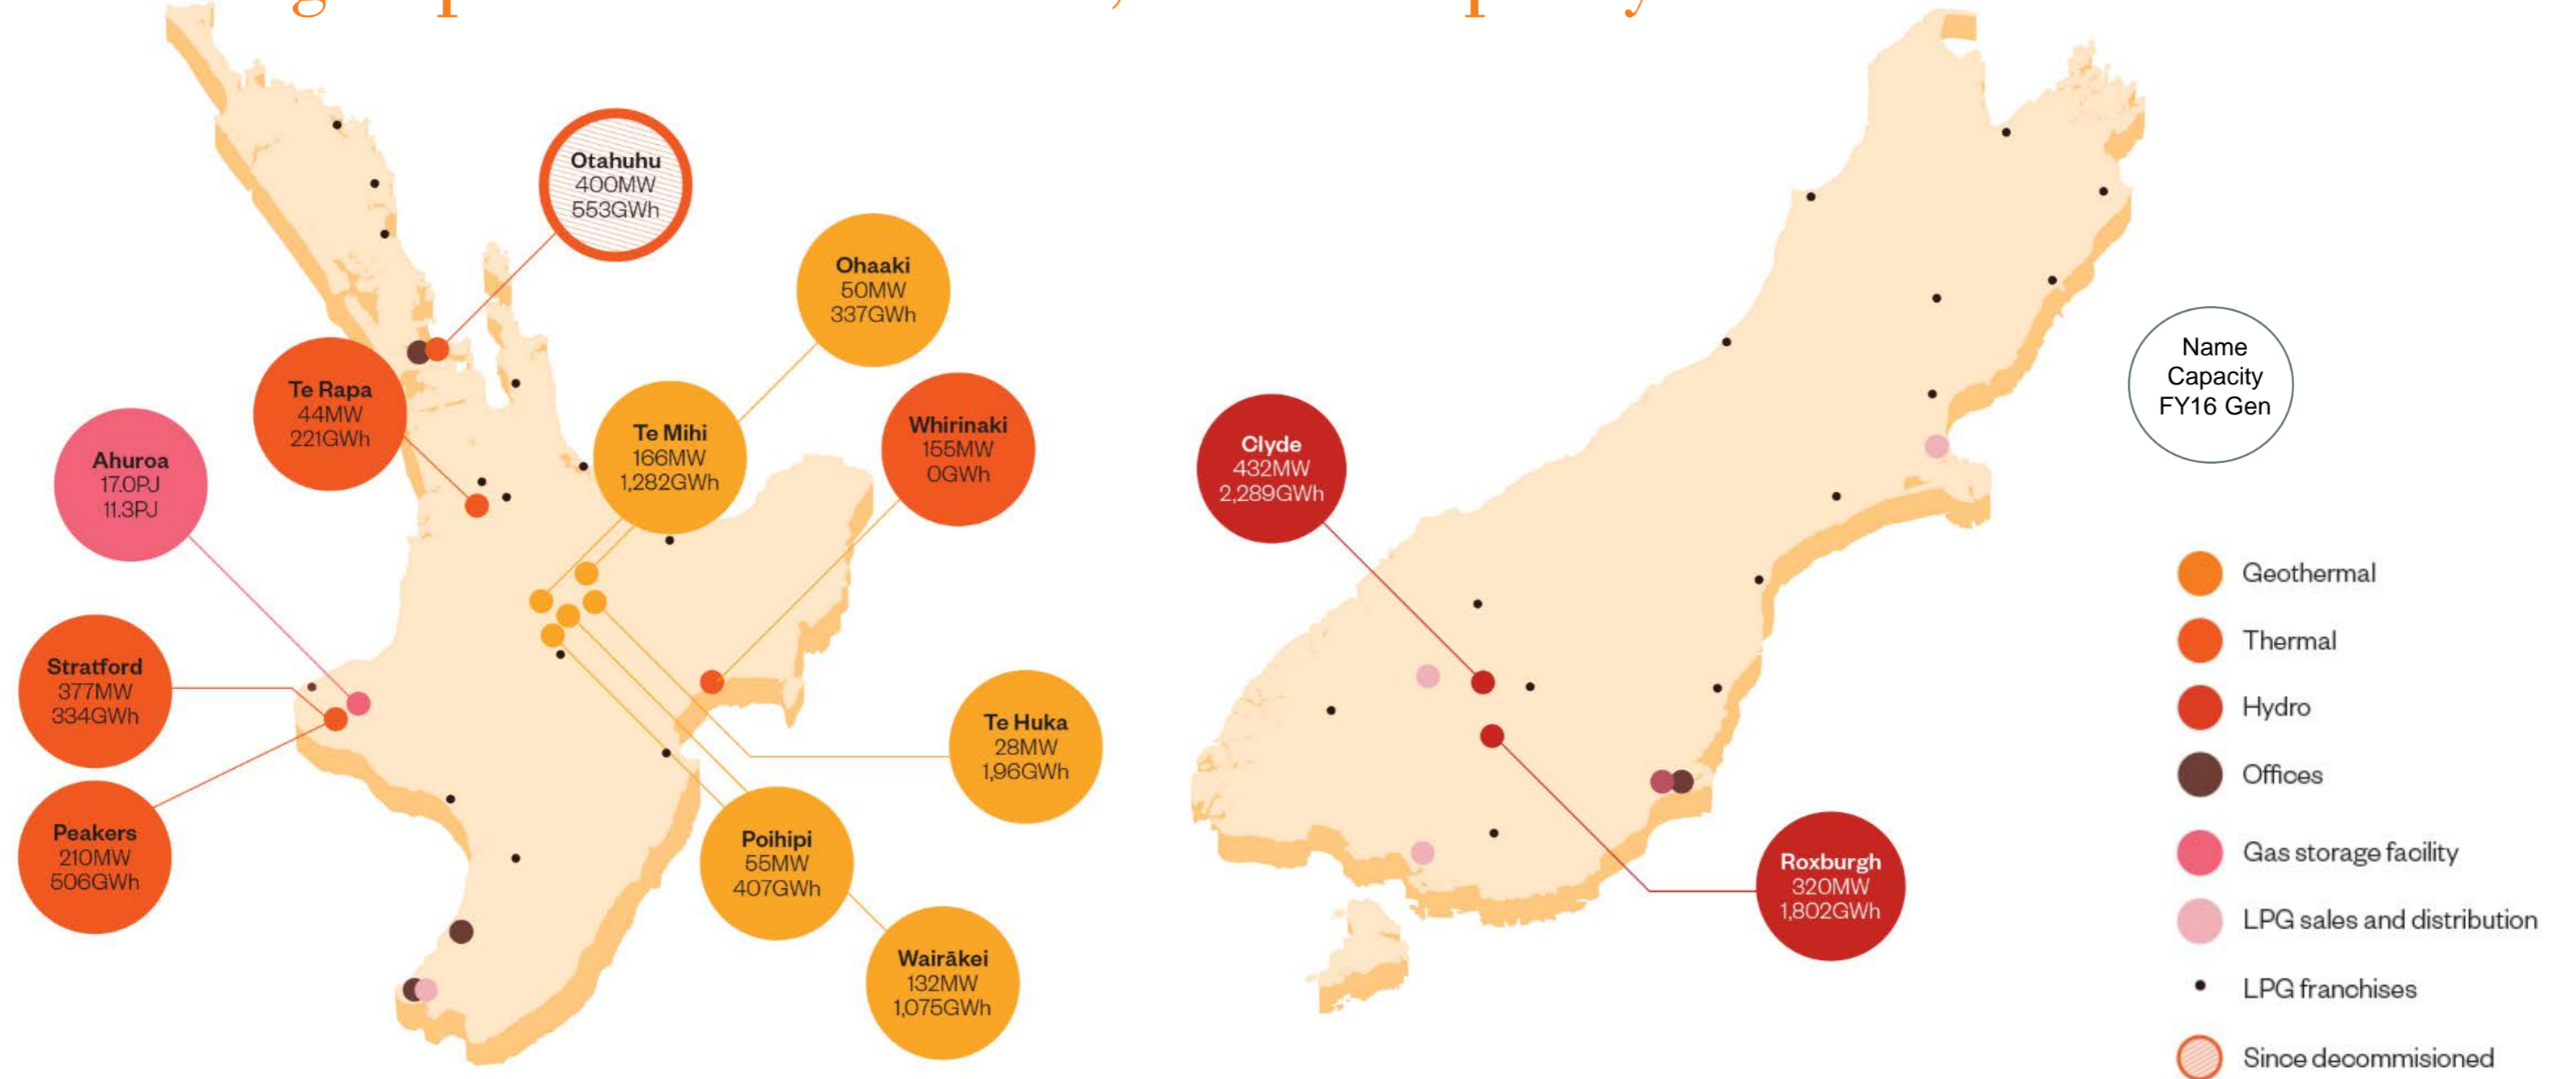 Otahuhu
400MW
553GWh
Ohaaki
50MW
337GWh
Te Rapa
44MW
221GWh
Te Mihi
166MW
1,282GWh
Whirinaki
155MW
0GWh
Ahuroa
17.0PJ
11.3PJ
Stratford
377MW
334GWh
Peakers
210MW
506GWh
Te Huka
28MW
1,96GWh
Poihipi
55MW
407GWh
Wairākei
132MW
1,075GWh
Clyde
432MW
2,289GWh
Roxburgh
320MW
1,802GWh
Name
Capacity
FY16 Gen
Geothermal
Thermal
Hydro
Offices
Gas storage facility
LPG sales and distribution
LPG franchises
Since decommisioned